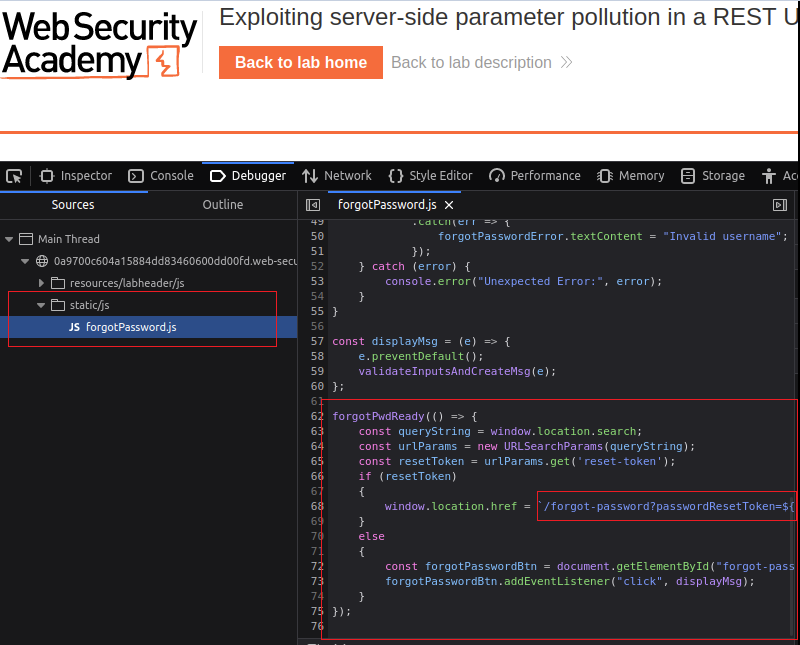 Web Security
Academy
Exploiting server-side parameter pollution in a REST U
Back to lab home
Back to lab description
Inspector
Console
Debugger
Network
{} Style Editor
Performance
Memory
Storage
Ac
Sources
Outline
forgotPassword.js
Main Thread
0a9700c604a15884dd83460600dd00fd.web-secu
resources/labheader/js
static/js
JS forgotPassword.js
49 .catch(err => {
50 forgotPasswordError.textContent = "Invalid username";
51 });
52 } catch (error) {
53 console.error("Unexpected Error:", error);
54 }
55 }
56
57 const displayMsg = (e) => {
58 e.preventDefault();
59 validateInputsAndCreateMsg(e);
60 };
61
62 forgotPwdReady(() => {
63 const queryString = window.location.search;
64 const urlParams = new URLSearchParams(queryString);
65 const resetToken = urlParams.get('reset-token');
66 if (resetToken)
67 {
68 window.location.href = `/forgot-password?passwordResetToken=${
69 }
70 else
71 {
72 const forgotPasswordBtn = document.getElementById("forgot-pass
73 forgotPasswordBtn.addEventListener("click", displayMsg);
74 }
75 });
76